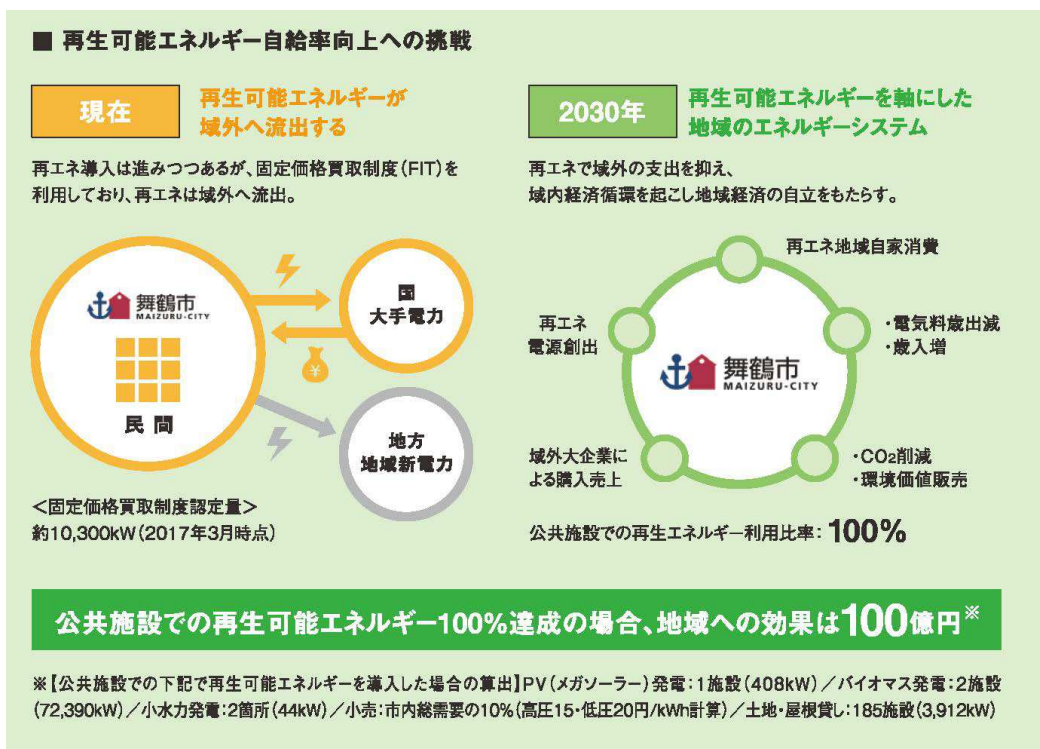 ■ 再生可能エネルギー自給率向上への挑戦
現在
再生可能エネルギーが
域外へ流出する
再エネ導入は進みつつあるが、固定価格買取制度(FIT)を
利用しており、再エネは域外へ流出。
舞鶴市
MAIZURU-CITY
民間
国
大手電力
¥
地方
地域新電力
<固定価格買取制度認定量>
約10,300kW(2017年3月時点)
2030年
再生可能エネルギーを軸にした
地域のエネルギーシステム
再エネで域外の支出を抑え、
域内経済循環を起こし地域経済の自立をもたらす。
再エネ地域自家消費
再エネ
電源創出
・電気料歳出減
・歳入増
舞鶴市
MAIZURU-CITY
域外大企業に
よる購入売上
・CO₂削減
・環境価値販売
公共施設での再生エネルギー利用比率：100%
公共施設での再生可能エネルギー100%達成の場合、地域への効果は100億円※
※【公共施設での下記で再生可能エネルギーを導入した場合の算出】PV(メガソーラー)発電：1施設(408kW)／バイオマス発電：2施設
(72,390kW)／小水力発電：2箇所(44kW)／小売：市内総需要の10%(高圧15・低圧20円/kWh計算)／土地・屋根貸し：185施設(3,912kW)